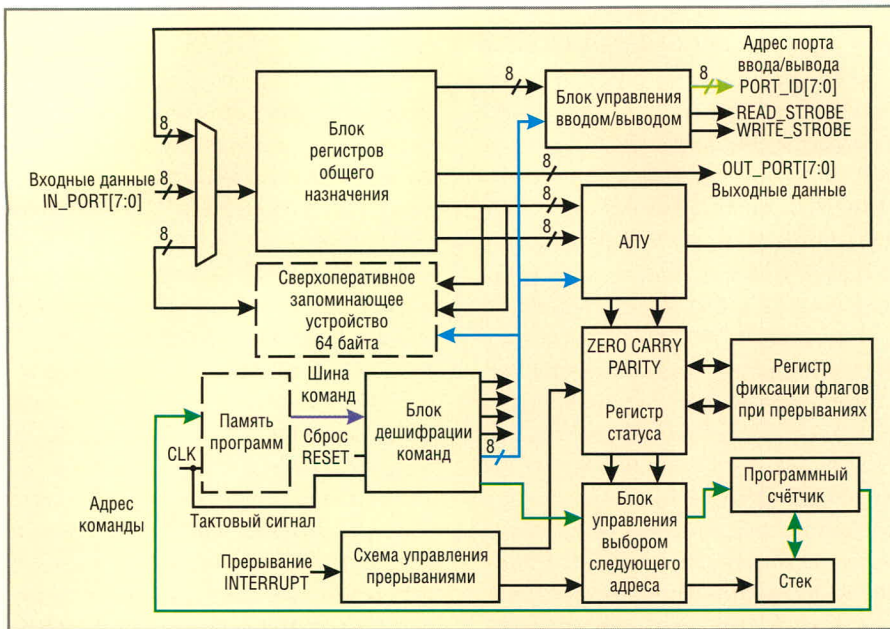 Адрес порта
ввода/вывода
8
8
8
PORT_ID[7:0]
Блок управления
вводом/выводом
READ_STROBE
WRITE_STROBE
Блок
регистров
общего
назначения
8
Входные данные
8
IN_PORT[7:0]
8
8
OUT_PORT[7:0]
Выходные данные
8
8
АЛУ
Сверхоперативное
запоминающее
устройство
64 байта
ZERO CARRY
PARITY
Регистр
статуса
Регистр
фиксации флагов
при прерываниях
Шина
команд
Память
программ
Блок
дешифрации
команд
Сброс
RESET
8
CLK
Тактовый сигнал
Адрес
команды
Блок
управления
выбором
следующего
адреса
Программный
счётчик
Прерывание
INTERRUPT
Схема управления
прерываниями
Стек